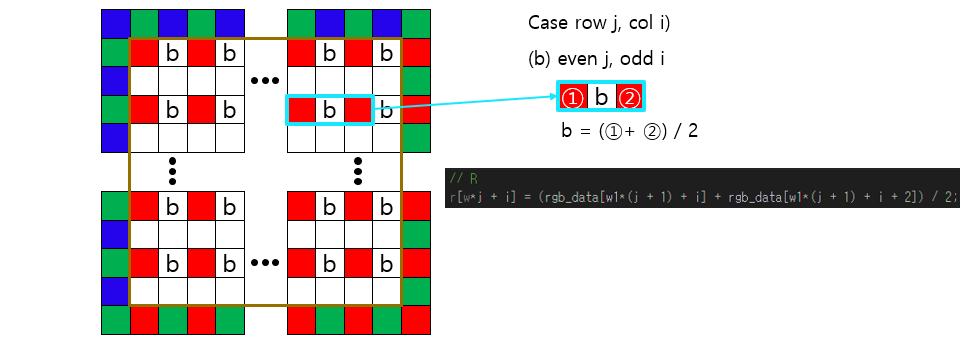 Case row j, col i)
(b) even j, odd i
① b ②
b = (①+ ②) / 2
// R
r[w*j + i] = (rgb_data[w1*(j + 1) + i] + rgb_data[w1*(j + 1) + i + 2]) / 2;
b b b b
b b b b
b b b b
b b b b